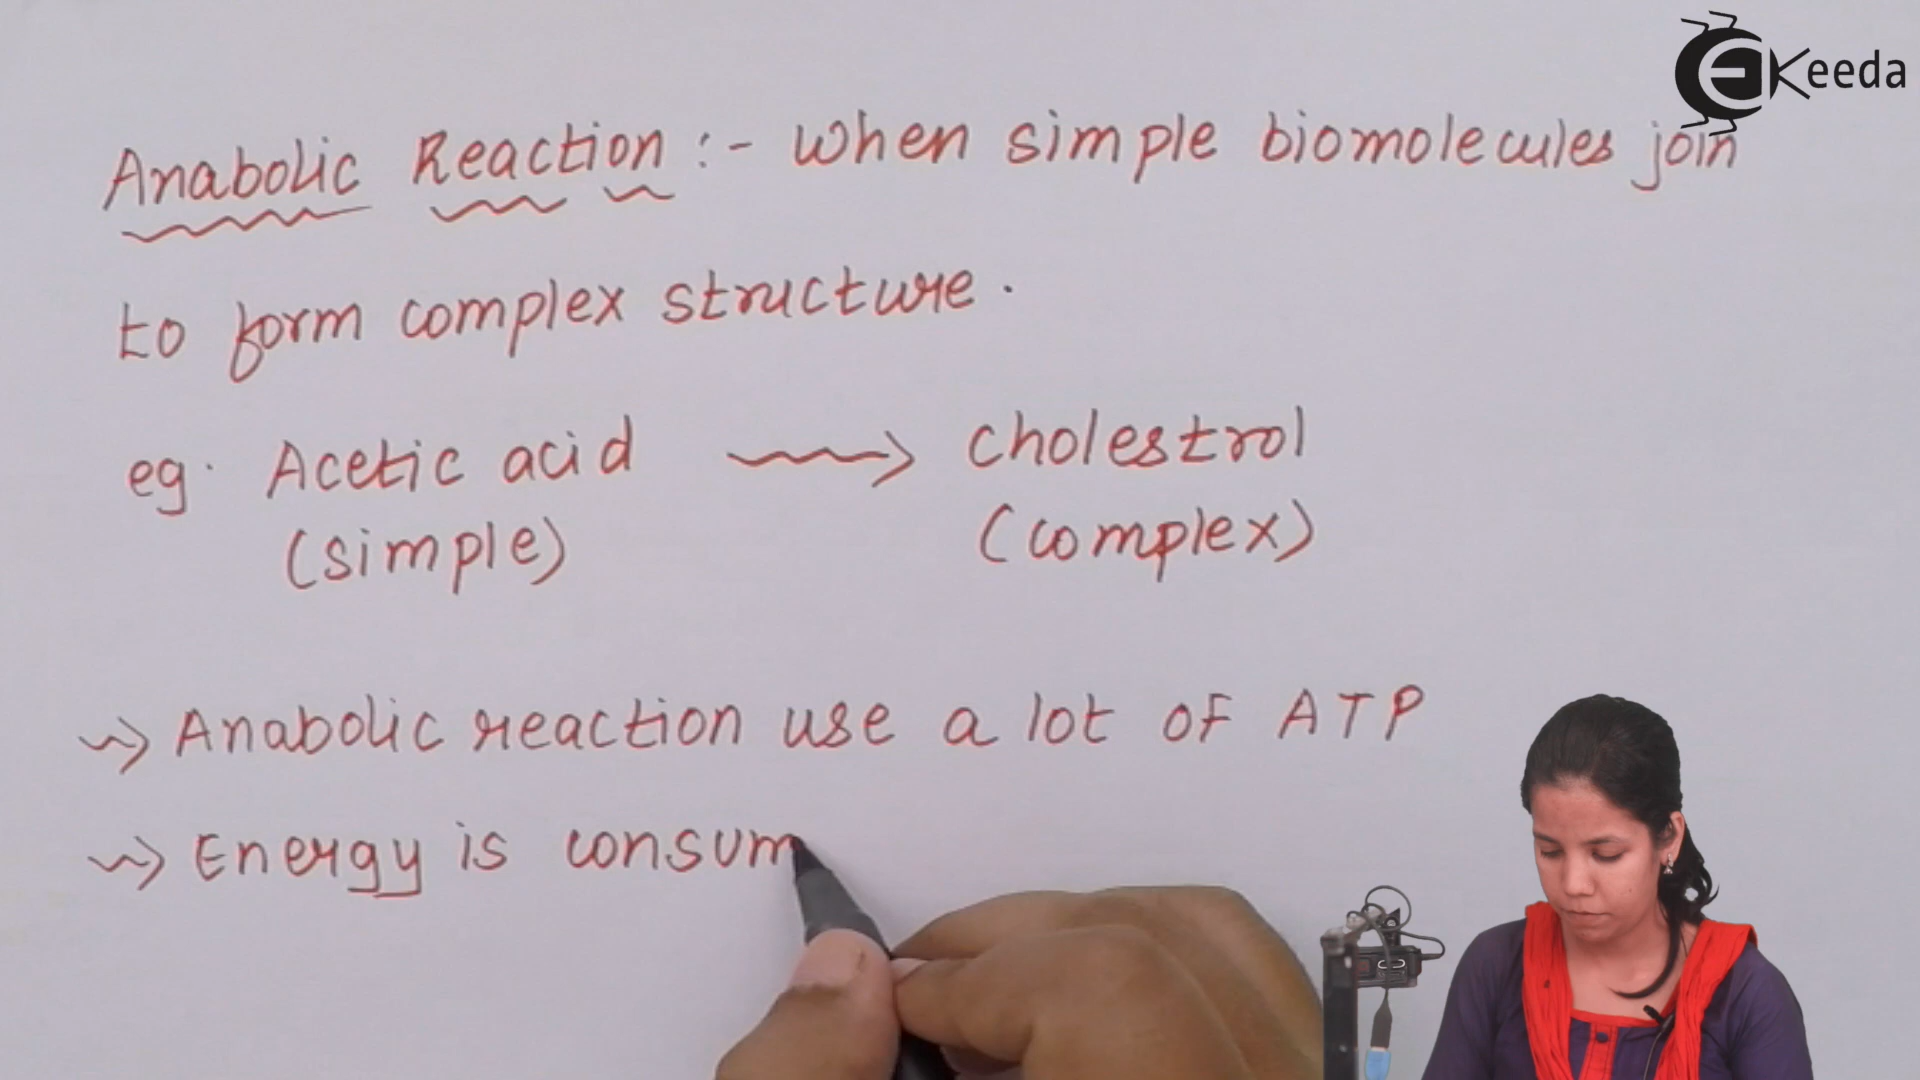 EKeeda
Anabolic Reaction :- When simple biomolecules join
to form complex structure.
eg. Acetic acid ⟿ Cholestrol
(simple) (complex)
⇝ Anabolic reaction use a lot of ATP
⇝ Energy is consum